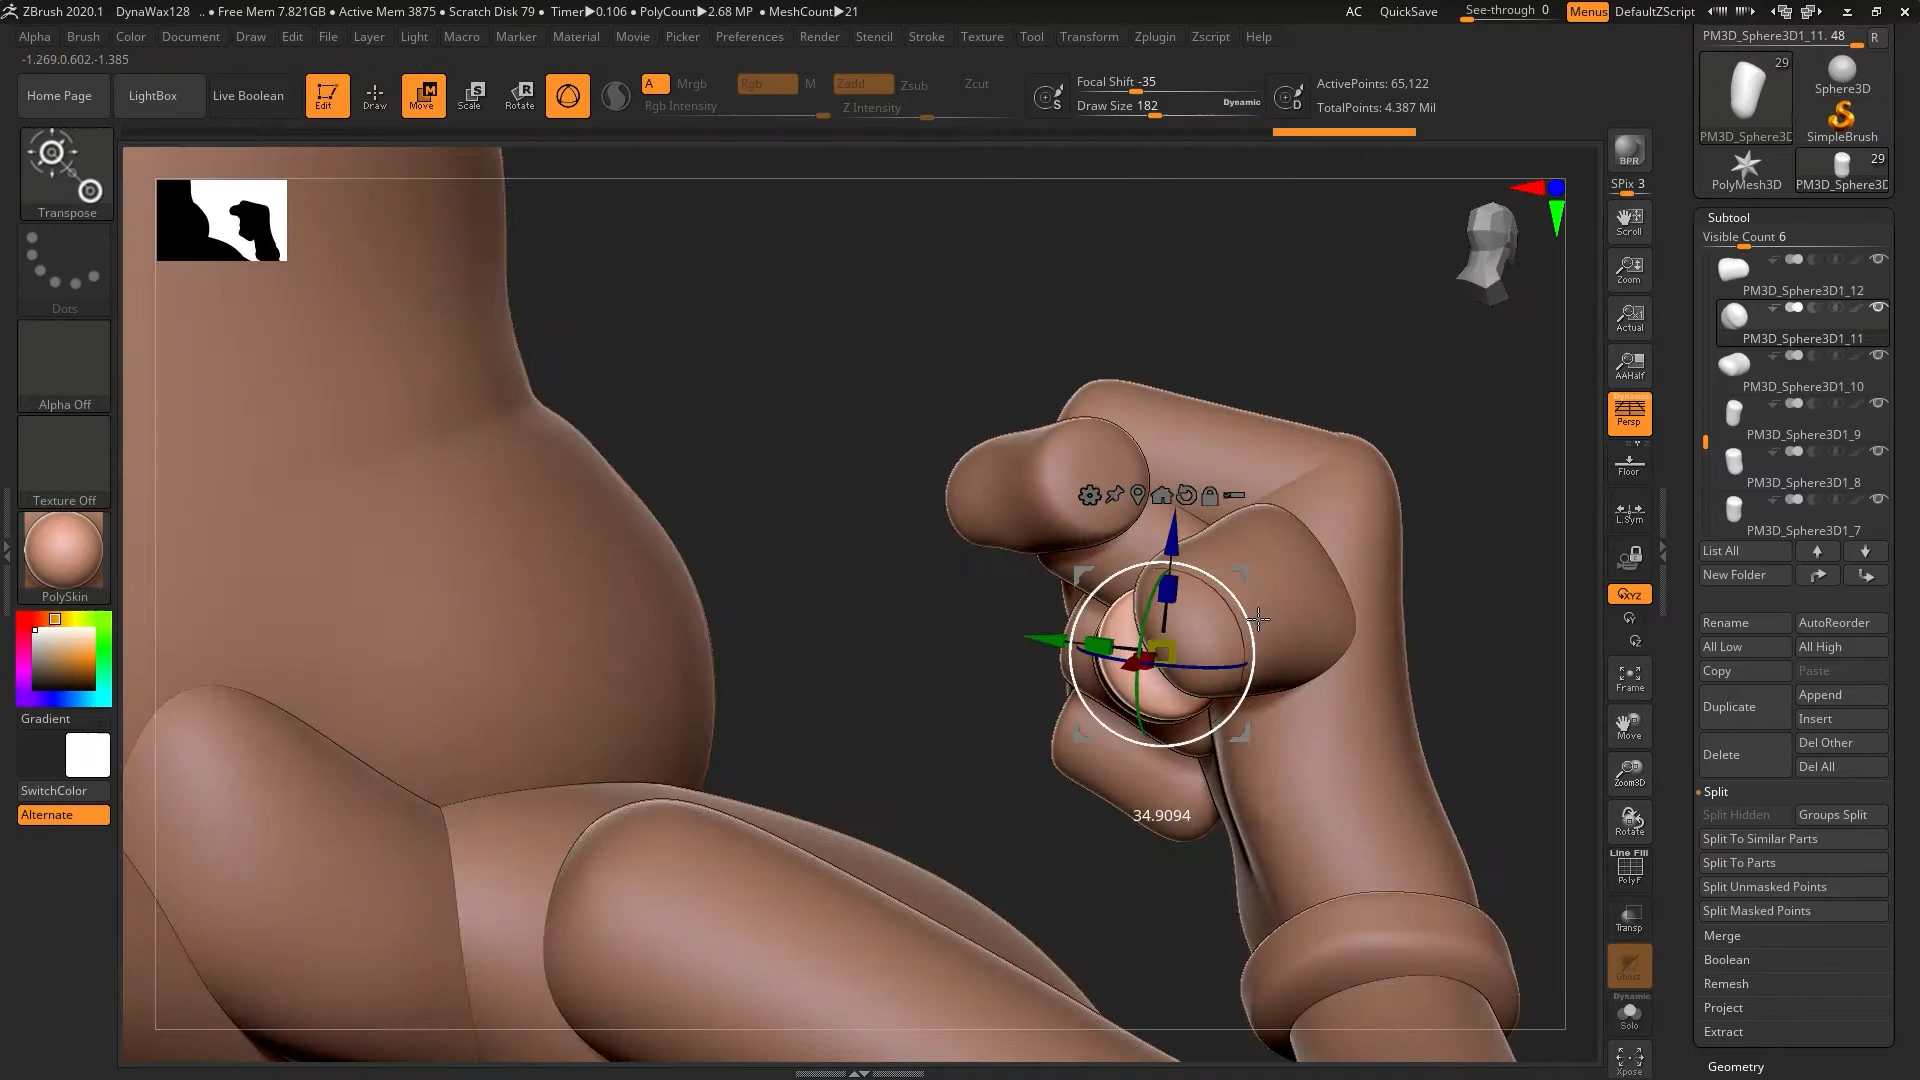 ZBrush 2020.1 DynaWax128 .. • Free Mem 7.821GB • Active Mem 3875 • Scratch Disk 79 • Timer▶0.106 • PolyCount▶2.68 MP • MeshCount▶21 AC QuickSave See-through 0 Menus DefaultZScript
Alpha Brush Color Document Draw Edit File Layer Light Macro Marker Material Movie Picker Preferences Render Stencil Stroke Texture Tool Transform Zplugin Zscript Help
-1.269,0.602,-1.385
Home Page LightBox Live Boolean Edit Draw Move Scale Rotate
A Mrgb Rgb M Zadd Zsub Zcut
Rgb Intensity Z Intensity
Focal Shift -35
Draw Size 182 Dynamic
S D
ActivePoints: 65,122
TotalPoints: 4.387 Mil
Transpose
Dots
Alpha Off
Texture Off
PolySkin
Gradient
SwitchColor
Alternate
34.9094
BPR
SPix 3
Scroll
Zoom
Actual
AAHalf
Dynamic
Persp
Floor
L.Sym
XYZ
Frame
Move
Zoom3D
Rotate
Line Fill
PolyF
Transp
Ghost
Dynamic
Solo
Xpose
PM3D_Sphere3D1_11. 48 R
29
PM3D_Sphere3D
Sphere3D
SimpleBrush
PolyMesh3D
29
PM3D_Sphere3D
Subtool
Visible Count 6
PM3D_Sphere3D1_12
PM3D_Sphere3D1_11
PM3D_Sphere3D1_10
PM3D_Sphere3D1_9
PM3D_Sphere3D1_8
PM3D_Sphere3D1_7
List All
New Folder
Rename AutoReorder
All Low All High
Copy Paste
Duplicate Append
Insert
Delete Del Other
Del All
Split
Split Hidden Groups Split
Split To Similar Parts
Split To Parts
Split Unmasked Points
Split Masked Points
Merge
Boolean
Remesh
Project
Extract
Geometry